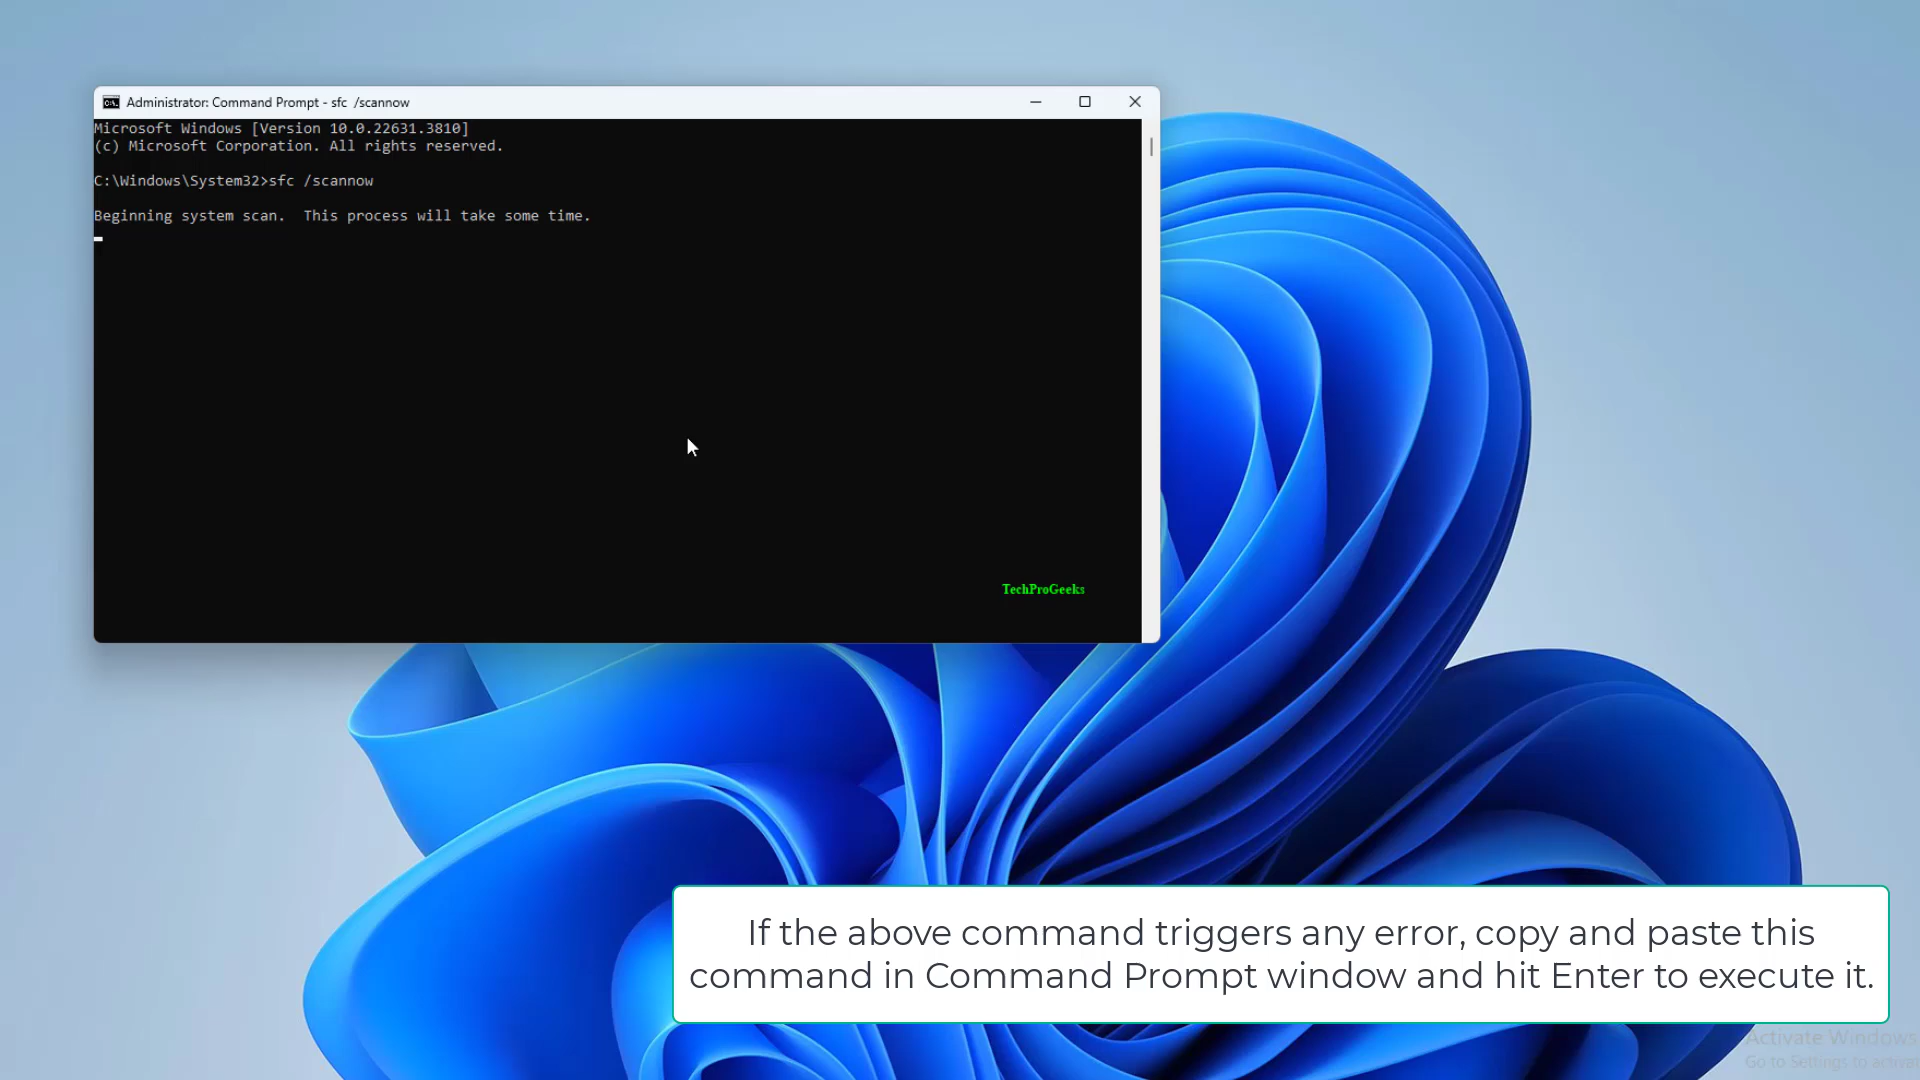 Administrator: Command Prompt - sfc  /scannow
Microsoft Windows [Version 10.0.22631.3810]
(c) Microsoft Corporation. All rights reserved.
C:\Windows\System32>sfc /scannow
Beginning system scan.  This process will take some time.
TechProGeeks
If the above command triggers any error, copy and paste this
command in Command Prompt window and hit Enter to execute it.
Activate Windows
Go to Settings to activat